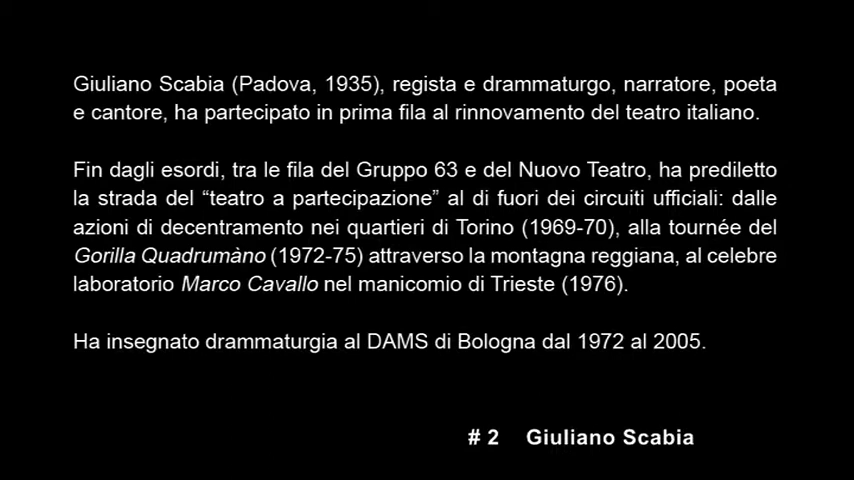 Giuliano Scabia (Padova, 1935), regista e drammaturgo, narratore, poeta
e cantore, ha partecipato in prima fila al rinnovamento del teatro italiano.
Fin dagli esordi, tra le fila del Gruppo 63 e del Nuovo Teatro, ha prediletto
la strada del “teatro a partecipazione” al di fuori dei circuiti ufficiali: dalle
azioni di decentramento nei quartieri di Torino (1969-70), alla tournée del
Gorilla Quadrumàno (1972-75) attraverso la montagna reggiana, al celebre
laboratorio Marco Cavallo nel manicomio di Trieste (1976).
Ha insegnato drammaturgia al DAMS di Bologna dal 1972 al 2005.
# 2 Giuliano Scabia